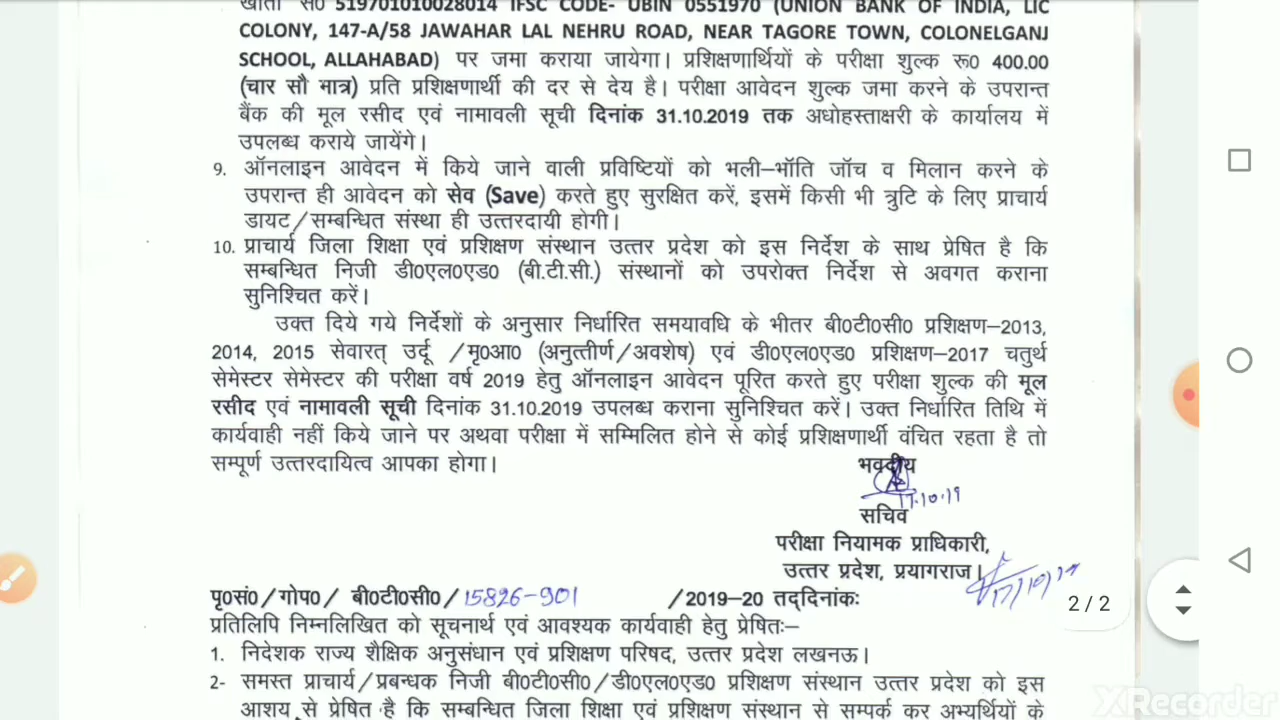 खाता सं0 519701010028014 IFSC CODE- UBIN 0551970 (UNION BANK OF INDIA, LIC
COLONY, 147-A/58 JAWAHAR LAL NEHRU ROAD, NEAR TAGORE TOWN, COLONELGANJ
SCHOOL, ALLAHABAD) पर जमा कराया जायेगा। प्रशिक्षणार्थियों के परीक्षा शुल्क रू0 400.00
(चार सौ मात्र) प्रति प्रशिक्षणार्थी की दर से देय है। परीक्षा आवेदन शुल्क जमा करने के उपरान्त
बैंक की मूल रसीद एवं नामावली सूची दिनांक 31.10.2019 तक अधोहस्ताक्षरी के कार्यालय में
उपलब्ध कराये जायेंगे।
9. ऑनलाइन आवेदन में किये जाने वाली प्रविष्टियों को भली–भॉति जॉच व मिलान करने के
उपरान्त ही आवेदन को सेव (Save) करते हुए सुरक्षित करें, इसमें किसी भी त्रुटि के लिए प्राचार्य
डायट/सम्बन्धित संस्था ही उत्तरदायी होगी।
10. प्राचार्य जिला शिक्षा एवं प्रशिक्षण संस्थान उत्तर प्रदेश को इस निर्देश के साथ प्रेषित है कि
सम्बन्धित निजी डी0एल0एड0 (बी.टी.सी.) संस्थानों को उपरोक्त निर्देश से अवगत कराना
सुनिश्चित करें।
उक्त दिये गये निर्देशों के अनुसार निर्धारित समयावधि के भीतर बी0टी0सी0 प्रशिक्षण–2013,
2014, 2015 सेवारत् उर्दू /मृ0आ0 (अनुत्तीर्ण/अवशेष) एवं डी0एल0एड0 प्रशिक्षण–2017 चतुर्थ
सेमेस्टर सेमेस्टर की परीक्षा वर्ष 2019 हेतु ऑनलाइन आवेदन पूरित करते हुए परीक्षा शुल्क की मूल
रसीद एवं नामावली सूची दिनांक 31.10.2019 उपलब्ध कराना सुनिश्चित करें। उक्त निर्धारित तिथि में
कार्यवाही नहीं किये जाने पर अथवा परीक्षा में सम्मिलित होने से कोई प्रशिक्षणार्थी वंचित रहता है तो
सम्पूर्ण उत्तरदायित्व आपका होगा।
भवदीय
17.10.19
सचिव
परीक्षा नियामक प्राधिकारी,
उत्तर प्रदेश, प्रयागराज।
17/10/19
पृ0सं0/गोप0/ बी0टी0सी0/15826-901 /2019–20 तद्दिनांकः
2 / 2
प्रतिलिपि निम्नलिखित को सूचनार्थ एवं आवश्यक कार्यवाही हेतु प्रेषितः–
1. निदेशक राज्य शैक्षिक अनुसंधान एवं प्रशिक्षण परिषद, उत्तर प्रदेश लखनऊ।
2- समस्त प्राचार्य/प्रबन्धक निजी बी0टी0सी0/डी0एल0एड0 प्रशिक्षण संस्थान उत्तर प्रदेश को इस
आशय से प्रेषित है कि सम्बन्धित जिला शिक्षा एवं प्रशिक्षण संस्थान से सम्पर्क कर अभ्यर्थियों के
XRecorder